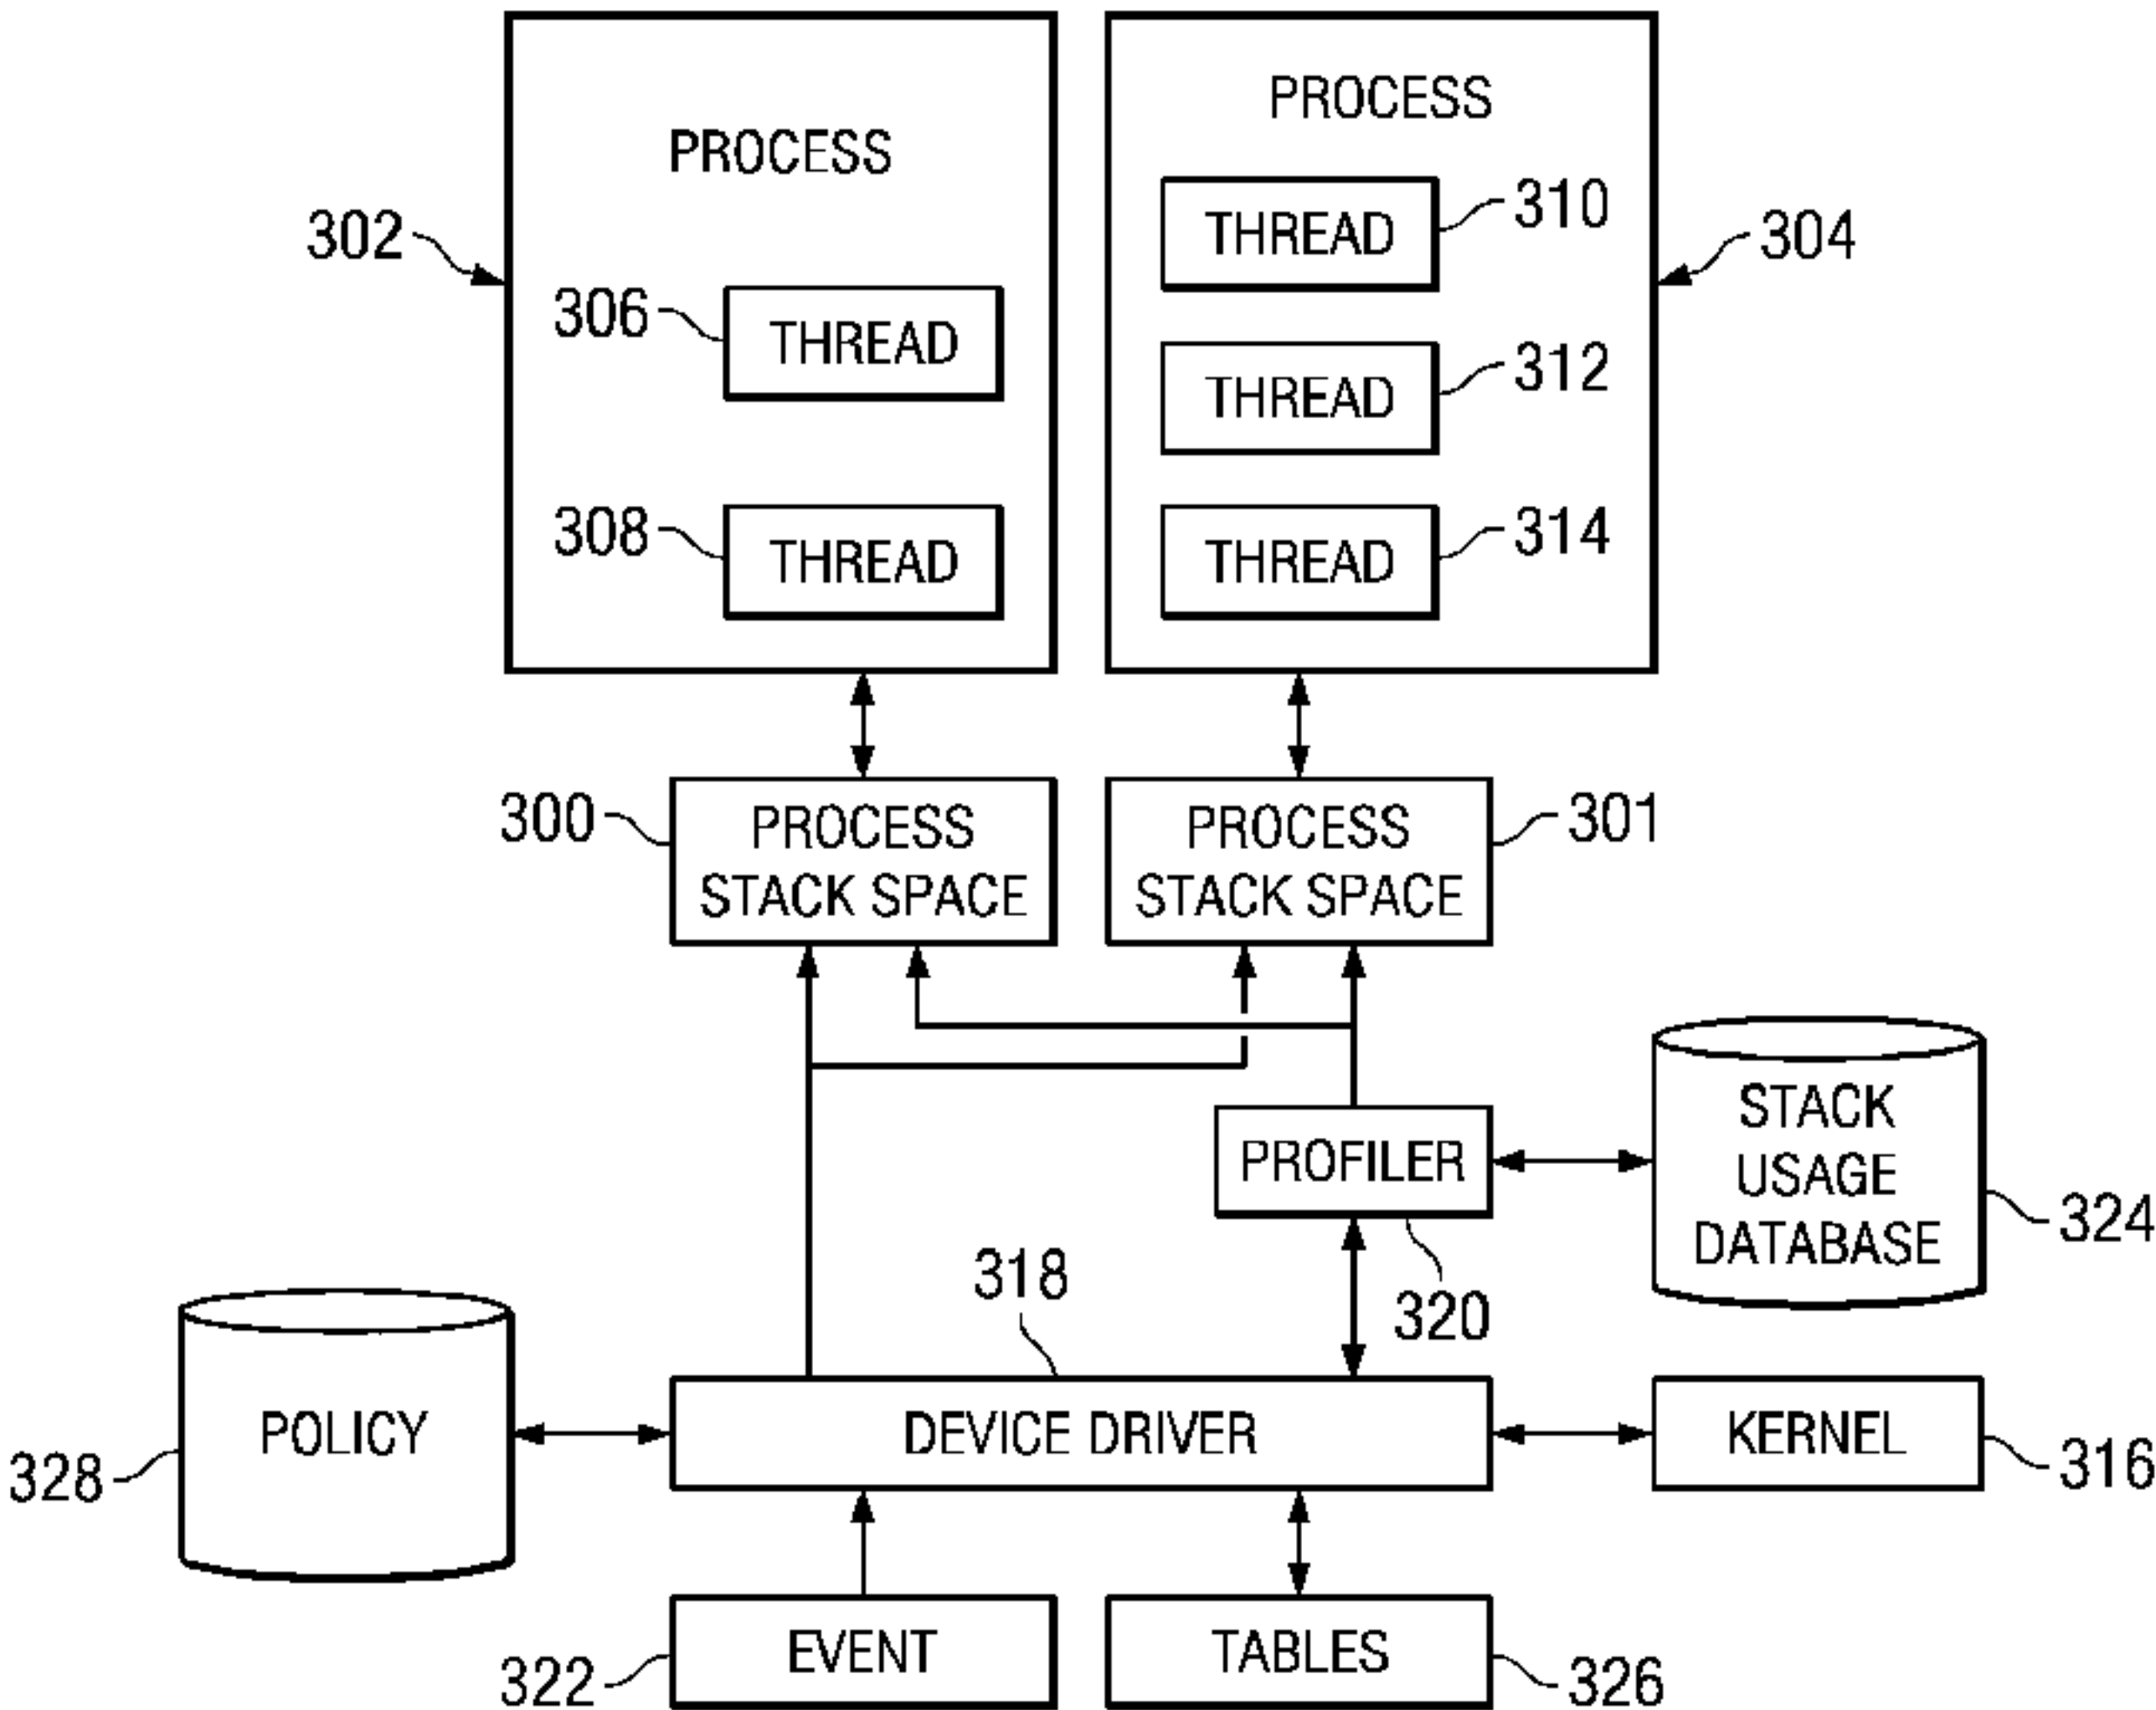 PROCESS
PROCESS
302
304
THREAD
310
306
THREAD
THREAD
312
308
THREAD
THREAD
314
300
PROCESS
STACK SPACE
PROCESS
STACK SPACE
301
PROFILER
STACK
USAGE
DATABASE
324
318
320
POLICY
328
DEVICE DRIVER
KERNEL
316
EVENT
322
TABLES
326